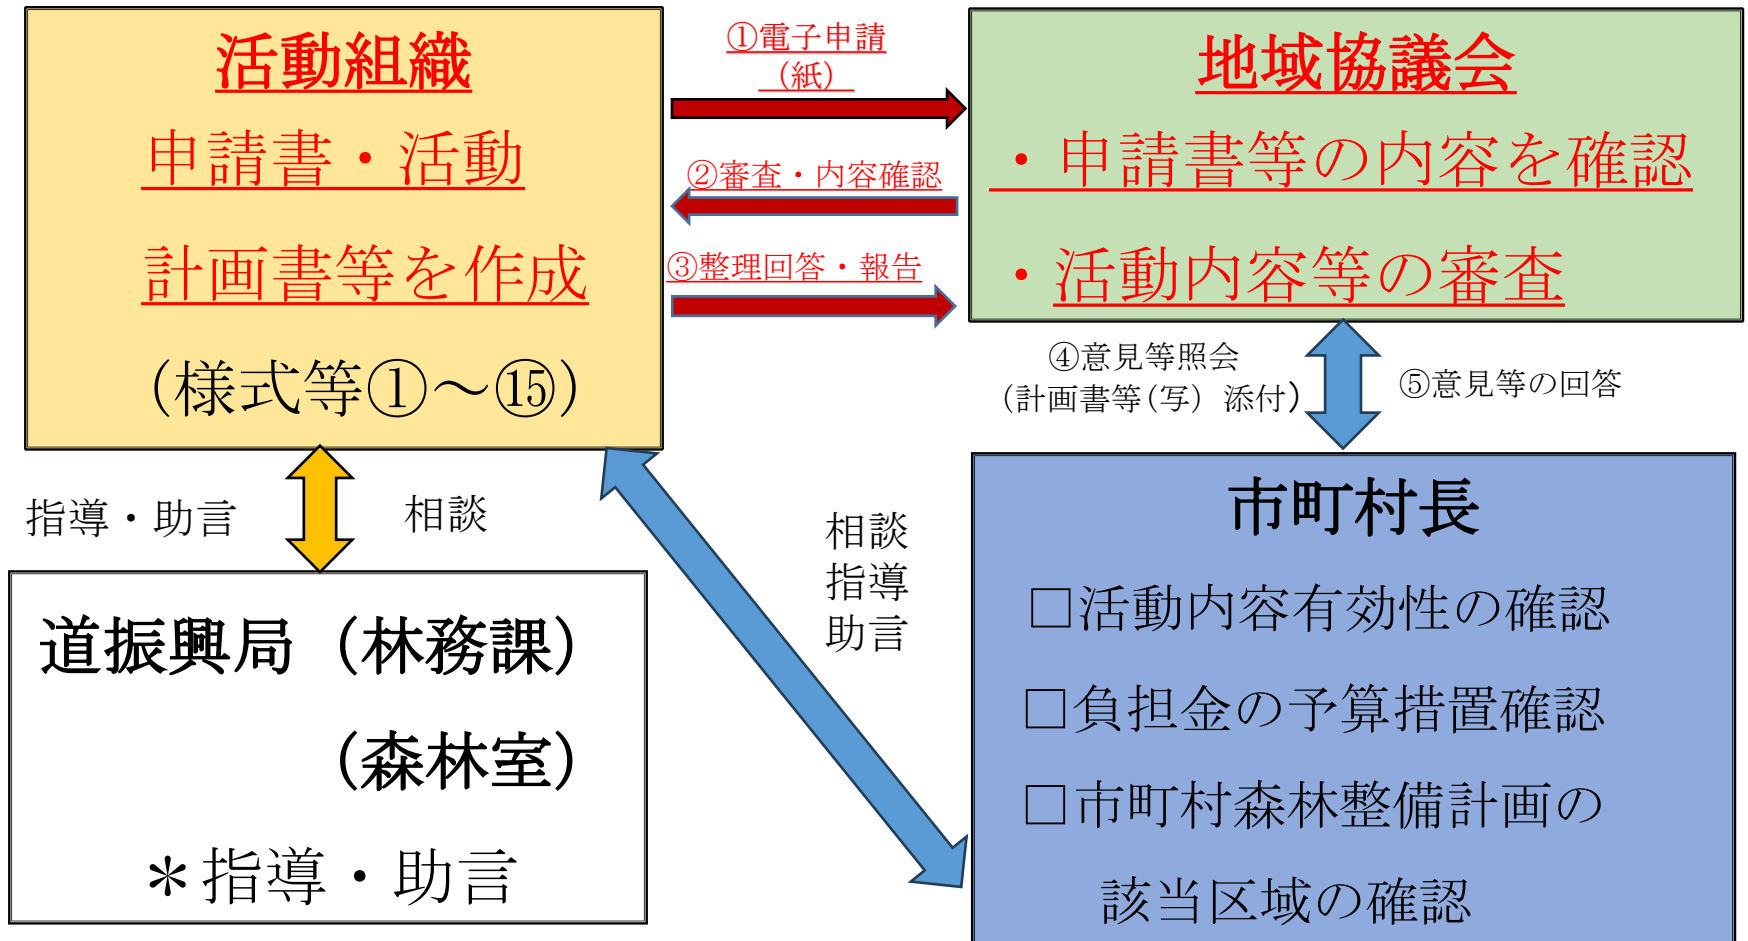 活動組織
申請書・活動
計画書等を作成
(様式等①～⑮)
①電子申請
(紙)
②審査・内容確認
③整理回答・報告
地域協議会
・申請書等の内容を確認
・活動内容等の審査
④意見等照会
(計画書等(写)添付)
⑤意見等の回答
指導・助言
相談
相談
指導
助言
道振興局(林務課)
(森林室)
＊指導・助言
市町村長
□活動内容有効性の確認
□負担金の予算措置確認
□市町村森林整備計画の
該当区域の確認